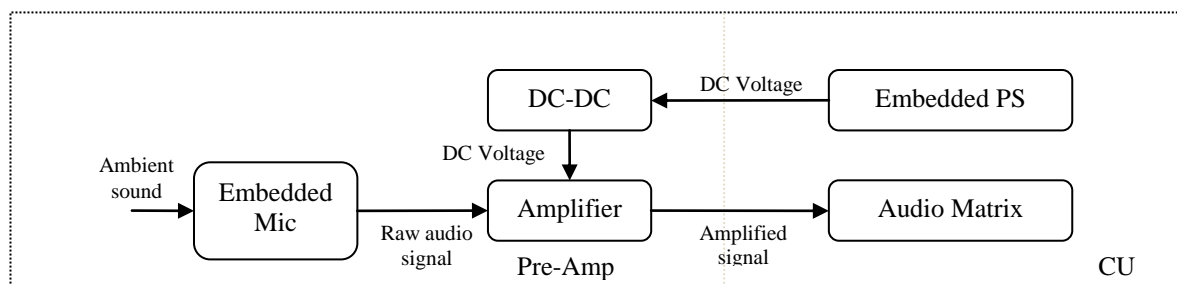 DC Voltage
DC-DC
Embedded PS
DC Voltage
Ambient
sound
Embedded
Mic
Amplifier
Audio Matrix
Raw audio
signal
Amplified
signal
Pre-Amp
CU